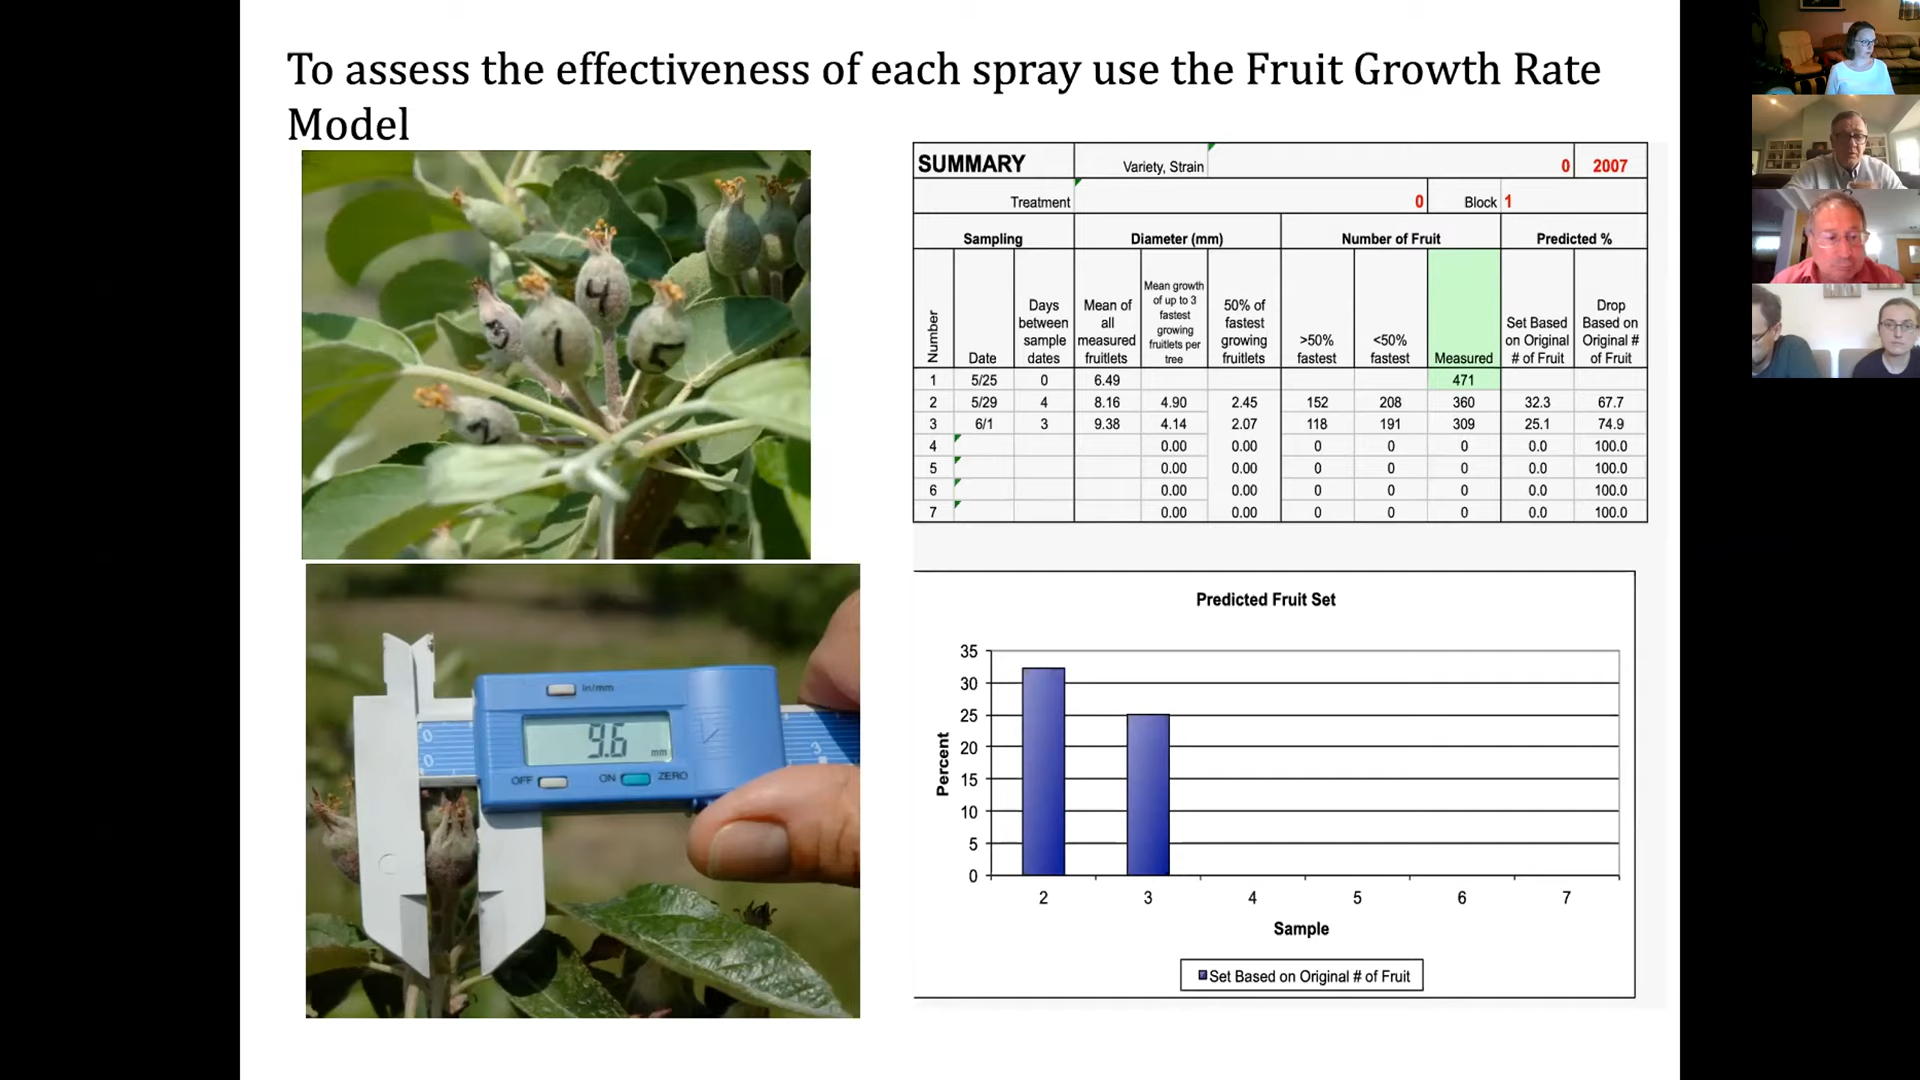 To assess the effectiveness of each spray use the Fruit Growth Rate
Model
4
3
1
5
2
In/mm
9.6 mm
0
0
3
OFF ON ZERO
SUMMARY Variety, Strain 0 2007
Treatment 0 Block 1
Sampling Diameter (mm) Number of Fruit Predicted %
Number
Date
Days
between
sample
dates
Mean of
all
measured
fruitlets
Mean growth
of up to 3
fastest
growing
fruitlets per
tree
50% of
fastest
growing
fruitlets
>50%
fastest
<50%
fastest
Measured
Set Based
on Original
# of Fruit
Drop
Based on
Original #
of Fruit
1 5/25 0 6.49 471
2 5/29 4 8.16 4.90 2.45 152 208 360 32.3 67.7
3 6/1 3 9.38 4.14 2.07 118 191 309 25.1 74.9
4 0.00 0.00 0 0 0 0.0 100.0
5 0.00 0.00 0 0 0 0.0 100.0
6 0.00 0.00 0 0 0 0.0 100.0
7 0.00 0.00 0 0 0 0.0 100.0
Predicted Fruit Set
35
30
25
20
15
10
5
0
Percent
2 3 4 5 6 7
Sample
Set Based on Original # of Fruit